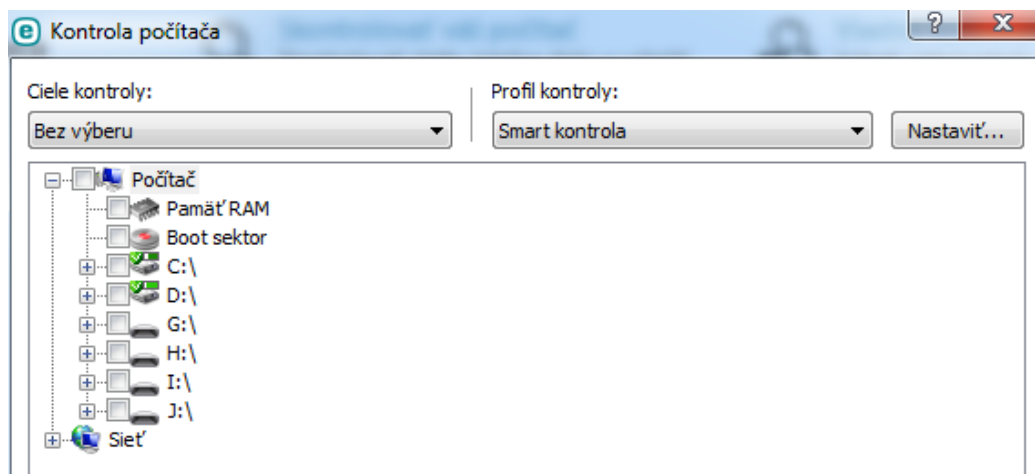 Kontrola počítača
Ciele kontroly:
Profil kontroly:
Bez výberu
Smart kontrola
Nastaviť...
Počítač
Pamäť RAM
Boot sektor
C:\
D:\
G:\
H:\
I:\
J:\
Sieť